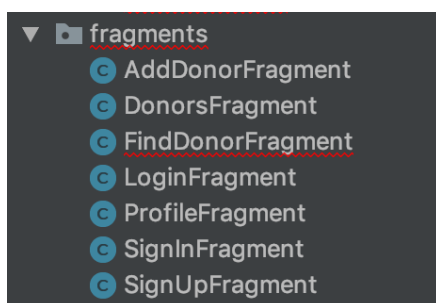 fragments
AddDonorFragment
DonorsFragment
FindDonorFragment
LoginFragment
ProfileFragment
SignInFragment
SignUpFragment